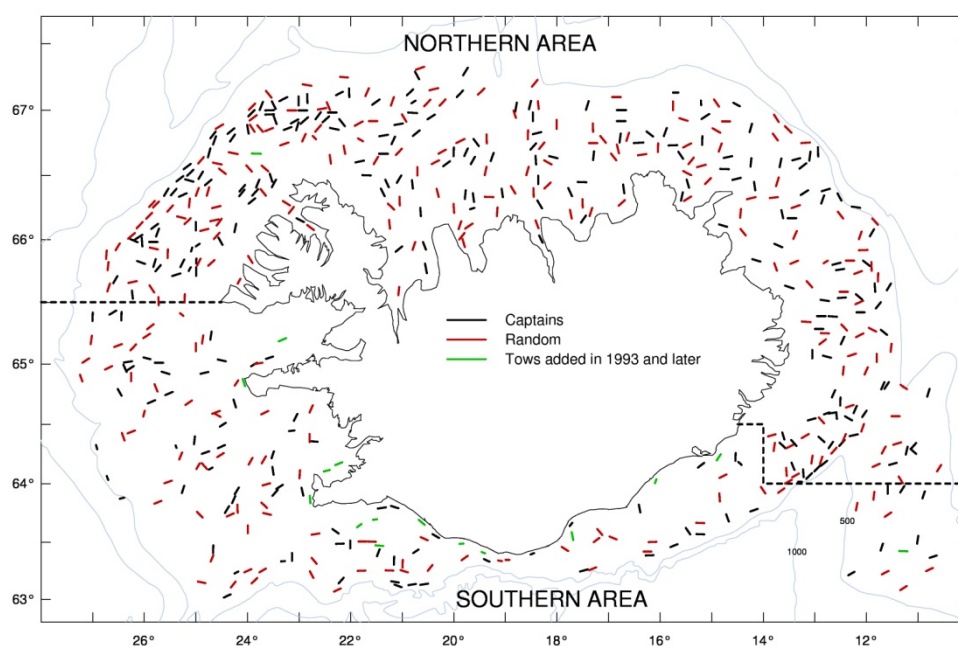 NORTHERN AREA
67°
66°
65°
64°
63°
Captains
Random
Tows added in 1993 and later
500
1000
SOUTHERN AREA
26° 24° 22° 20° 18° 16° 14° 12°